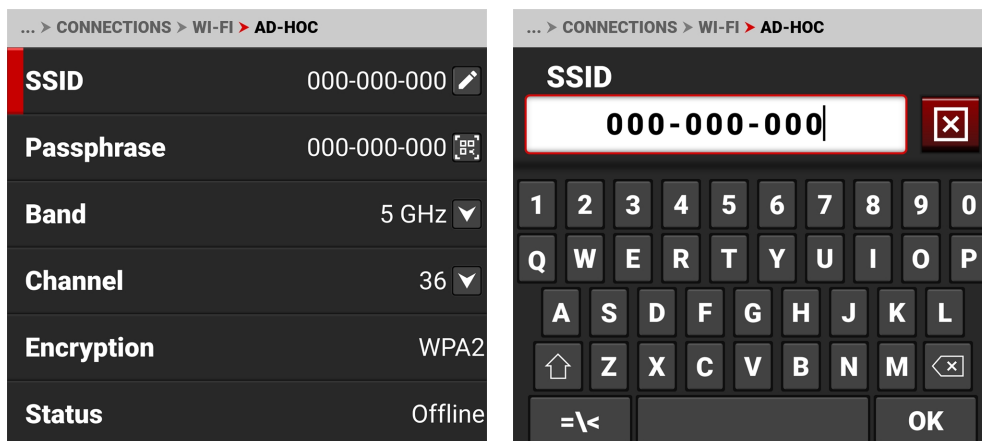 ... > CONNECTIONS > WI-FI > AD-HOC
SSID 000-000-000
Passphrase 000-000-000
Band 5 GHz
Channel 36
Encryption WPA2
Status Offline
... > CONNECTIONS > WI-FI > AD-HOC
SSID
000-000-000
1 2 3 4 5 6 7 8 9 0
Q W E R T Y U I O P
A S D F G H J K L
Z X C V B N M
=\< OK